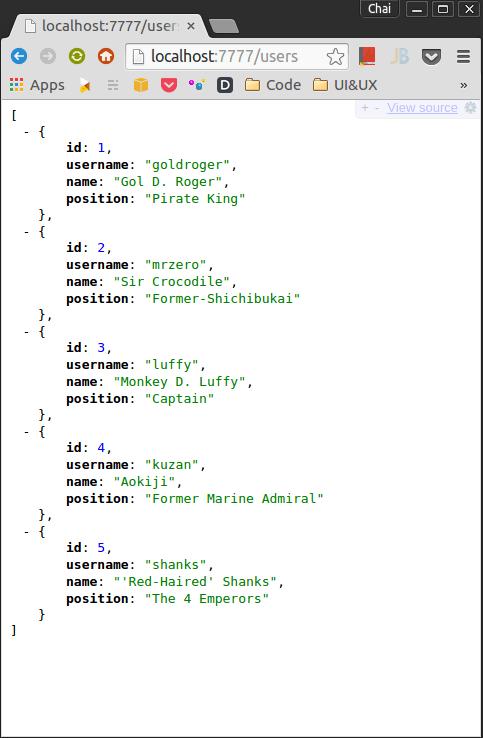 Chai
localhost:7777/users
localhost:7777/users
Apps
D
Code
UI&UX
»
+ - View source
[
- {
id: 1,
username: "goldroger",
name: "Gol D. Roger",
position: "Pirate King"
},
- {
id: 2,
username: "mrzero",
name: "Sir Crocodile",
position: "Former-Shichibukai"
},
- {
id: 3,
username: "luffy",
name: "Monkey D. Luffy",
position: "Captain"
},
- {
id: 4,
username: "kuzan",
name: "Aokiji",
position: "Former Marine Admiral"
},
- {
id: 5,
username: "shanks",
name: "'Red-Haired' Shanks",
position: "The 4 Emperors"
}
]